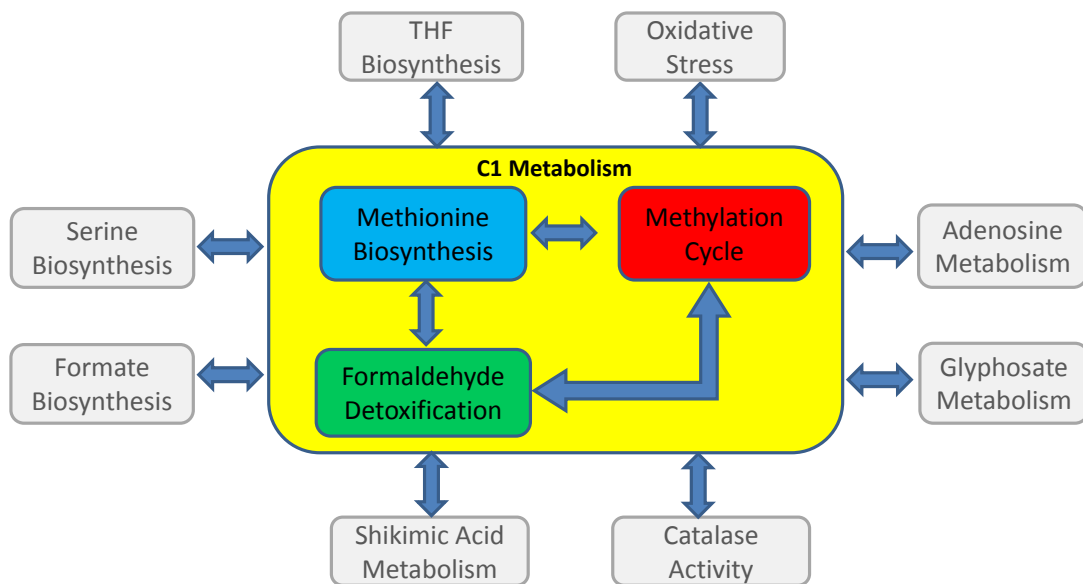 THF
Biosynthesis
Oxidative
Stress
C1 Metabolism
Methionine
Biosynthesis
Methylation
Cycle
Serine
Biosynthesis
Adenosine
Metabolism
Formate
Biosynthesis
Formaldehyde
Detoxification
Glyphosate
Metabolism
Shikimic Acid
Metabolism
Catalase
Activity